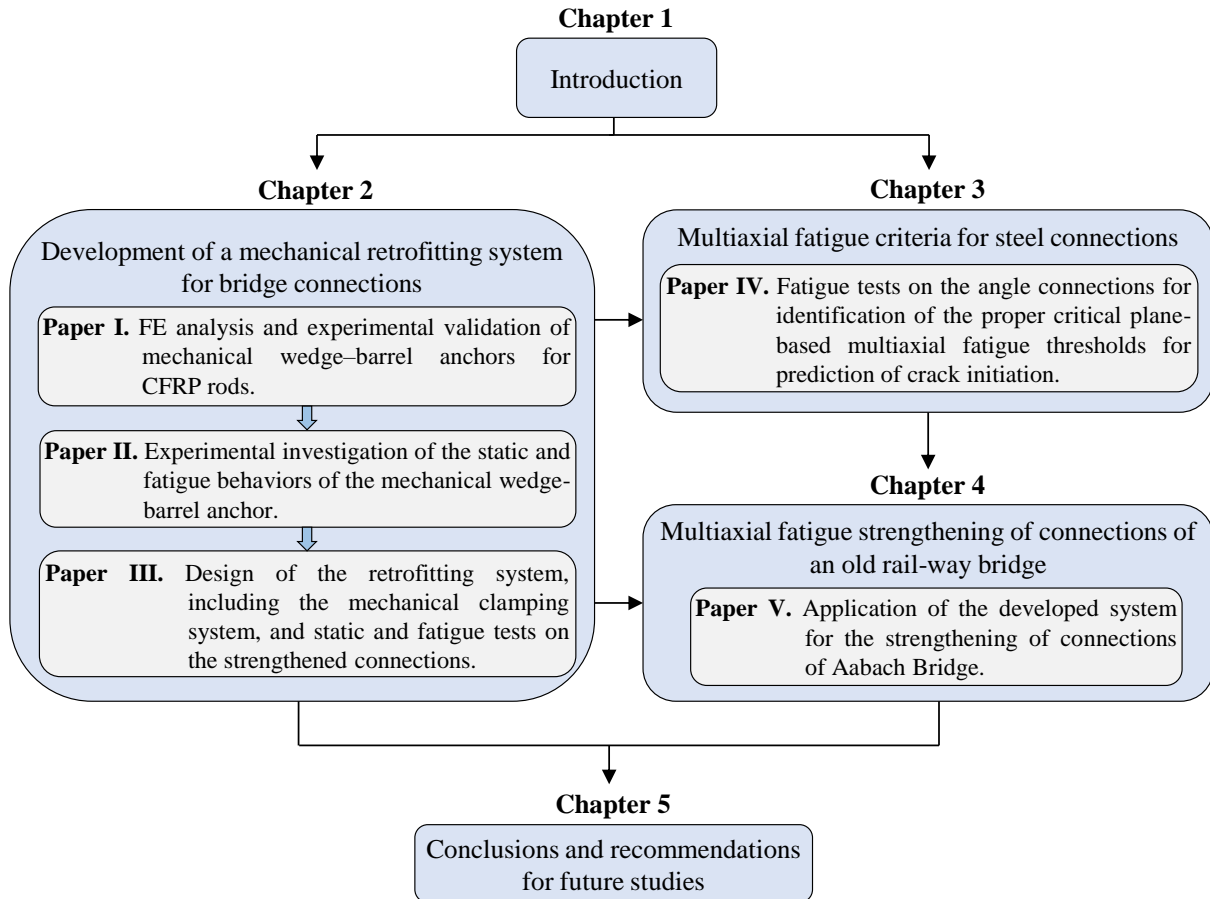 Chapter 1
Introduction
Chapter 2
Development of a mechanical retrofitting system
for bridge connections
Paper I. FE analysis and experimental validation of
mechanical wedge–barrel anchors for
CFRP rods.
Paper II. Experimental investigation of the static and
fatigue behaviors of the mechanical wedge-
barrel anchor.
Paper III. Design of the retrofitting system,
including the mechanical clamping
system, and static and fatigue tests on
the strengthened connections.
Chapter 3
Multiaxial fatigue criteria for steel connections
Paper IV. Fatigue tests on the angle connections for
identification of the proper critical plane-
based multiaxial fatigue thresholds for
prediction of crack initiation.
Chapter 4
Multiaxial fatigue strengthening of connections of
an old rail-way bridge
Paper V. Application of the developed system
for the strengthening of connections
of Aabach Bridge.
Chapter 5
Conclusions and recommendations
for future studies